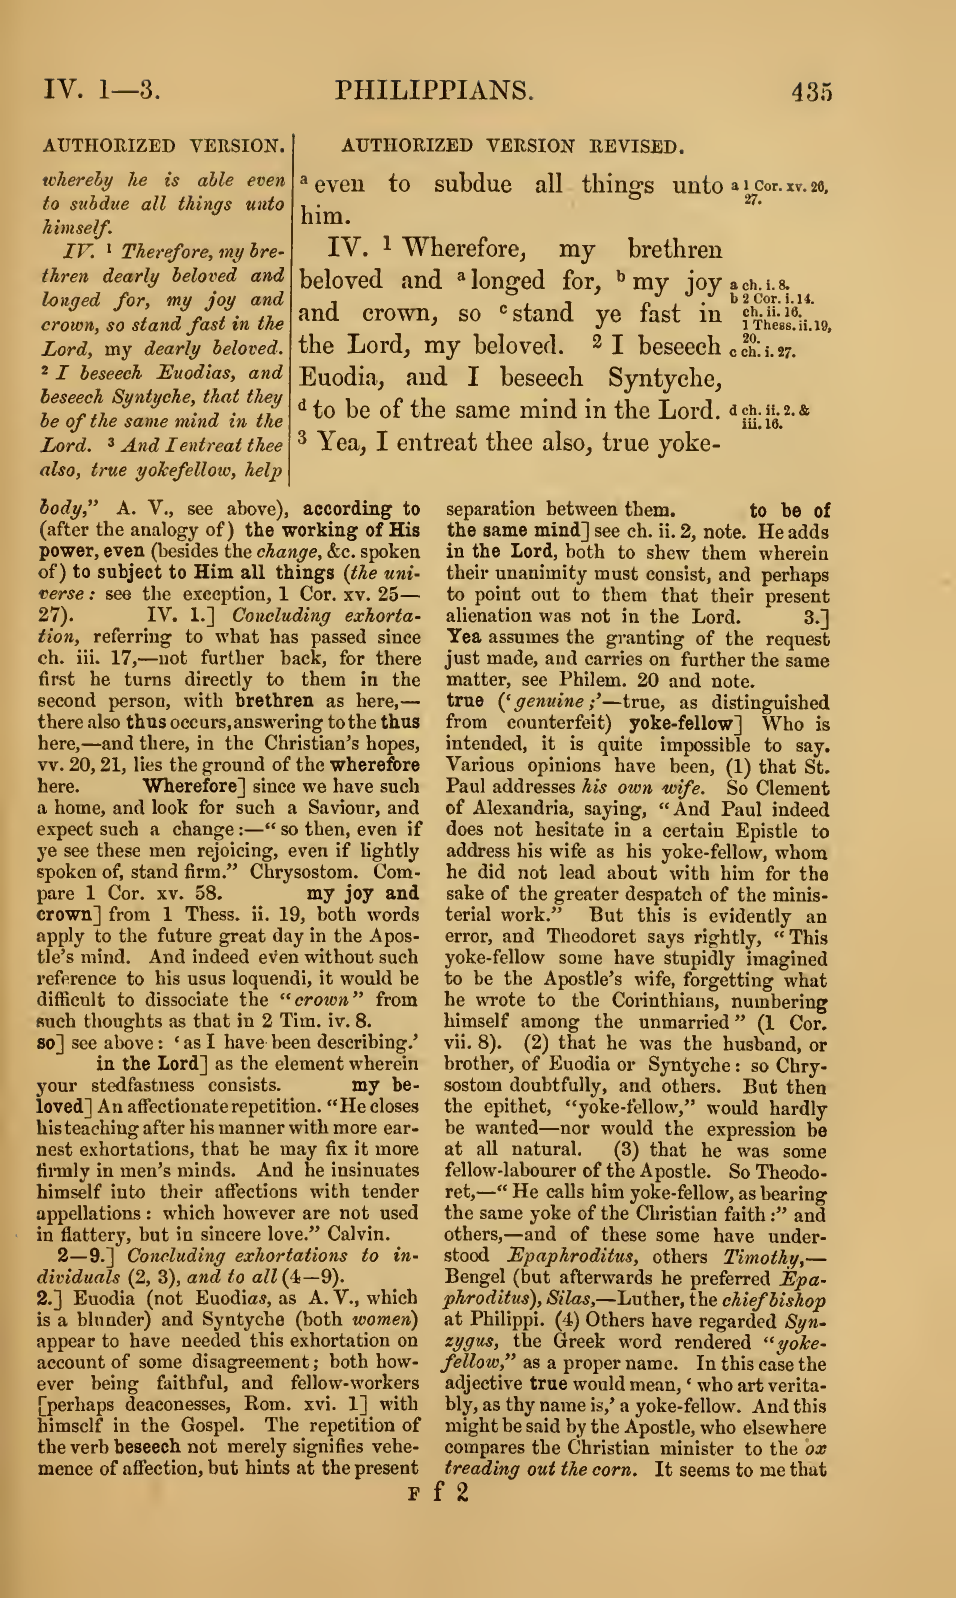 IV. 1—3.
PHILIPPIANS.
435
AUTHORIZED VERSION.
whereby he is able even
to subdue all things unto
himself.
IV. 1 Therefore, my bre-
thren dearly beloved and
longed for, my joy and
crown, so stand fast in the
Lord, my dearly beloved.
2 I beseech Euodias, and
beseech Syntyche, that they
be of the same mind in the
Lord. 3 And I entreat thee
also, true yokefellow, help
AUTHORIZED VERSION REVISED.
a even to subdue all things unto
him.
IV. 1 Wherefore, my brethren
beloved and a longed for, b my joy
and crown, so c stand ye fast in
the Lord, my beloved. 2 I beseech
Euodia, and I beseech Syntyche,
d to be of the same mind in the Lord.
3 Yea, I entreat thee also, true yoke-
a 1 Cor. xv. 26,
27.
a ch. i. 8.
b 2 Cor. i. 14.
ch. ii. 16.
1 Thess. ii. 19,
20.
c ch. i. 27.
d ch. ii. 2. &
iii. 16.
body," A. V., see above), according to
(after the analogy of) the working of His
power, even (besides the change, &c. spoken
of) to subject to Him all things (the uni-
verse: see the exception, 1 Cor. xv. 25—
27). IV. 1.] Concluding exhorta-
tion, referring to what has passed since
ch. iii. 17,—not further back, for there
first he turns directly to them in the
second person, with brethren as here,—
there also thus occurs, answering to the thus
here,—and there, in the Christian's hopes,
vv. 20, 21, lies the ground of the wherefore
here. Wherefore] since we have such
a home, and look for such a Saviour, and
expect such a change:—"so then, even if
ye see these men rejoicing, even if lightly
spoken of, stand firm." Chrysostom. Com-
pare 1 Cor. xv. 58. my joy and
crown] from 1 Thess. ii. 19, both words
apply to the future great day in the Apos-
tle's mind. And indeed even without such
reference to his usus loquendi, it would be
difficult to dissociate the "crown" from
such thoughts as that in 2 Tim. iv. 8.
so] see above: 'as I have been describing.'
in the Lord] as the element wherein
your stedfastness consists. my be-
loved] An affectionate repetition. "He closes
his teaching after his manner with more ear-
nest exhortations, that he may fix it more
firmly in men's minds. And he insinuates
himself into their affections with tender
appellations: which however are not used
in flattery, but in sincere love." Calvin.
2—9.] Concluding exhortations to in-
dividuals (2, 3), and to all (4—9).
2.] Euodia (not Euodias, as A. V., which
is a blunder) and Syntyche (both women)
appear to have needed this exhortation on
account of some disagreement; both how-
ever being faithful, and fellow-workers
[perhaps deaconesses, Rom. xvi. 1] with
himself in the Gospel. The repetition of
the verb beseech not merely signifies vehe-
mence of affection, but hints at the present
separation between them. to be of
the same mind] see ch. ii. 2, note. He adds
in the Lord, both to shew them wherein
their unanimity must consist, and perhaps
to point out to them that their present
alienation was not in the Lord. 3.]
Yea assumes the granting of the request
just made, and carries on further the same
matter, see Philem. 20 and note.
true ('genuine;'—true, as distinguished
from counterfeit) yoke-fellow] Who is
intended, it is quite impossible to say.
Various opinions have been, (1) that St.
Paul addresses his own wife. So Clement
of Alexandria, saying, "And Paul indeed
does not hesitate in a certain Epistle to
address his wife as his yoke-fellow, whom
he did not lead about with him for the
sake of the greater despatch of the minis-
terial work." But this is evidently an
error, and Theodoret says rightly, "This
yoke-fellow some have stupidly imagined
to be the Apostle's wife, forgetting what
he wrote to the Corinthians, numbering
himself among the unmarried" (1 Cor.
vii. 8). (2) that he was the husband, or
brother, of Euodia or Syntyche: so Chry-
sostom doubtfully, and others. But then
the epithet, "yoke-fellow," would hardly
be wanted—nor would the expression be
at all natural. (3) that he was some
fellow-labourer of the Apostle. So Theodo-
ret,—"He calls him yoke-fellow, as bearing
the same yoke of the Christian faith:" and
others,—and of these some have under-
stood Epaphroditus, others Timothy,—
Bengel (but afterwards he preferred Epa-
phroditus), Silas,—Luther, the chief bishop
at Philippi. (4) Others have regarded Syn-
zygus, the Greek word rendered "yoke-
fellow," as a proper name. In this case the
adjective true would mean, 'who art verita-
bly, as thy name is,' a yoke-fellow. And this
might be said by the Apostle, who elsewhere
compares the Christian minister to the ox
treading out the corn. It seems to me that
F f 2